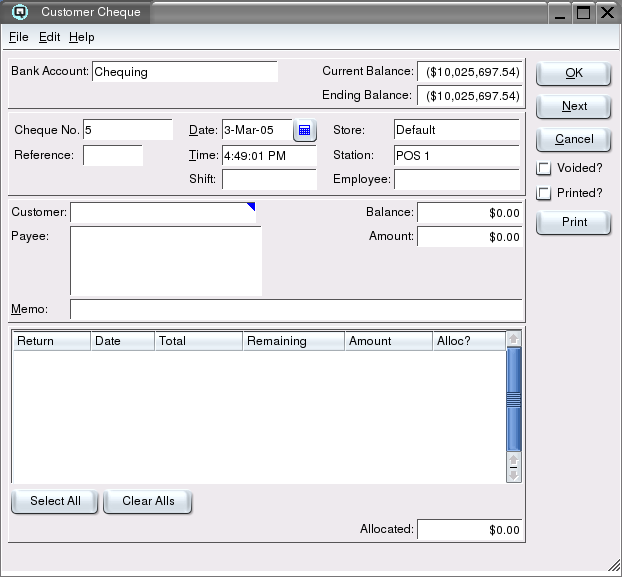 Customer Cheque
File Edit Help
Bank Account: Chequing Current Balance: ($10,025,697.54) OK
Ending Balance: ($10,025,697.54)
Next
Cheque No. 5 Date: 3-Mar-05 Store: Default
Cancel
Reference: Time: 4:49:01 PM Station: POS 1
Voided?
Shift: Employee:
Printed?
Customer: Balance: $0.00
Print
Payee: Amount: $0.00
Memo:
Return Date Total Remaining Amount Alloc?
Select All Clear Alls
Allocated: $0.00